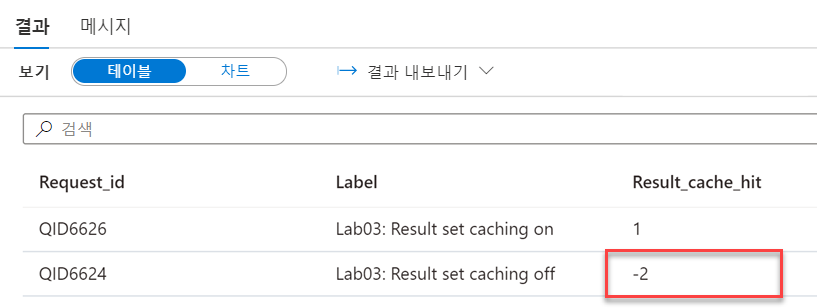 결과 메시지
보기 테이블 차트 결과 내보내기
검색
Request_id Label Result_cache_hit
QID6626 Lab03: Result set caching on 1
QID6624 Lab03: Result set caching off -2